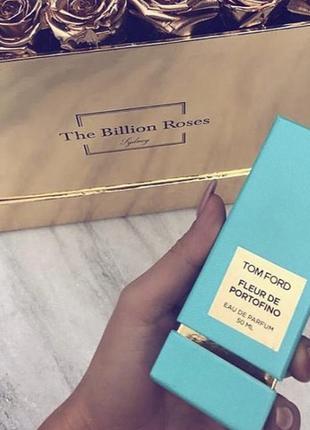 The Billion Roses
Sydney
TOM FORD
FLEUR DE
PORTOFINO
EAU DE PARFUM
50 ML